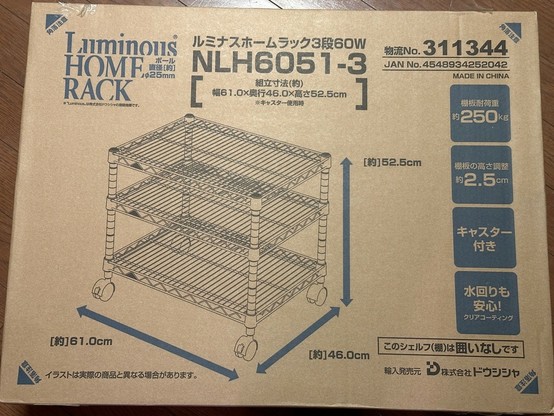 角落注意
角落注意
Luminous®
HOME
RACK
ポール
直径[約]
φ25mm
ルミナスホームラック3段60W
NLH6051-3
組立寸法(約)
幅61.0×奥行46.0×高さ52.5cm
※キャスター使用時
物流No. 311344
JAN No. 4548934252042
MADE IN CHINA
棚板耐荷重
約250kg
棚板の高さ調整
約2.5cm
キャスター
付き
水回りも
安心!
クリアコーティング
[約]52.5cm
[約]61.0cm
[約]46.0cm
このシェルフ(棚)は囲いなしです
イラストは実際の商品と異なる場合があります。
輸入発売元 株式会社ドウシシャ